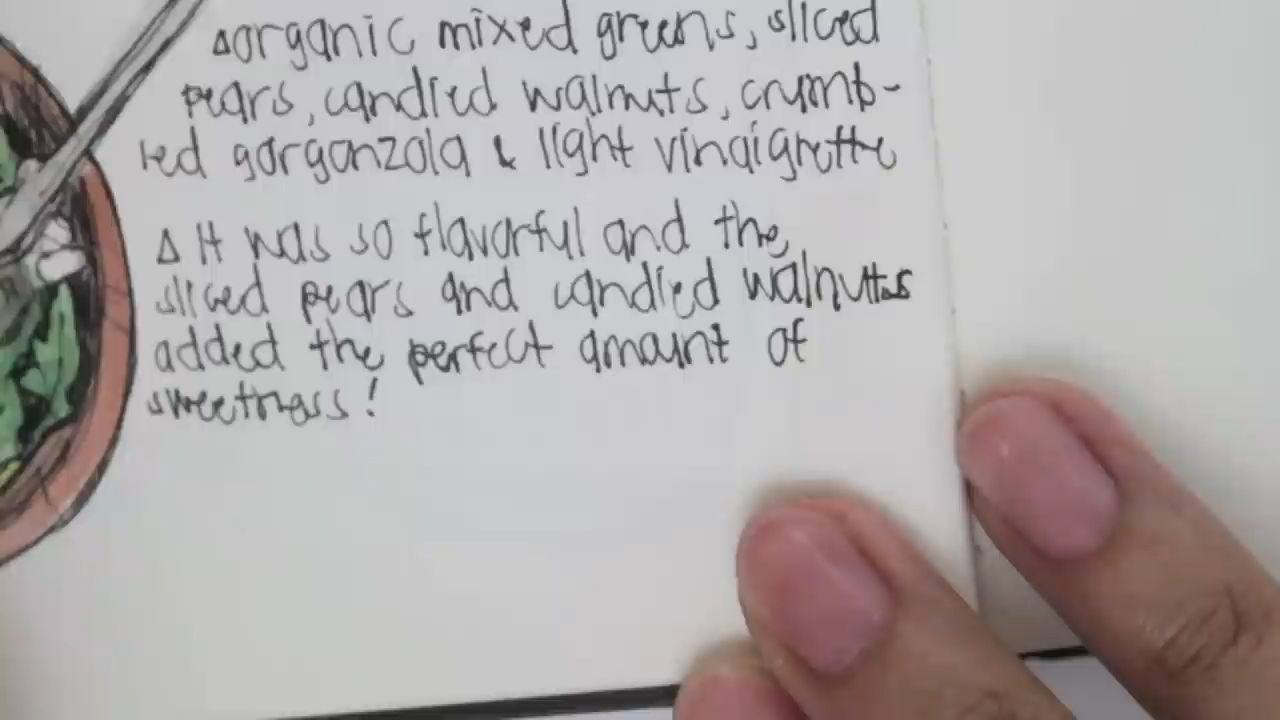 △organic mixed greens, sliced
pears, candied walnuts, crumb-
led gorgonzola & light vinaigrette
△ It was so flavorful and the
sliced pears and candied walnutts
added the perfect amount of
sweetness!